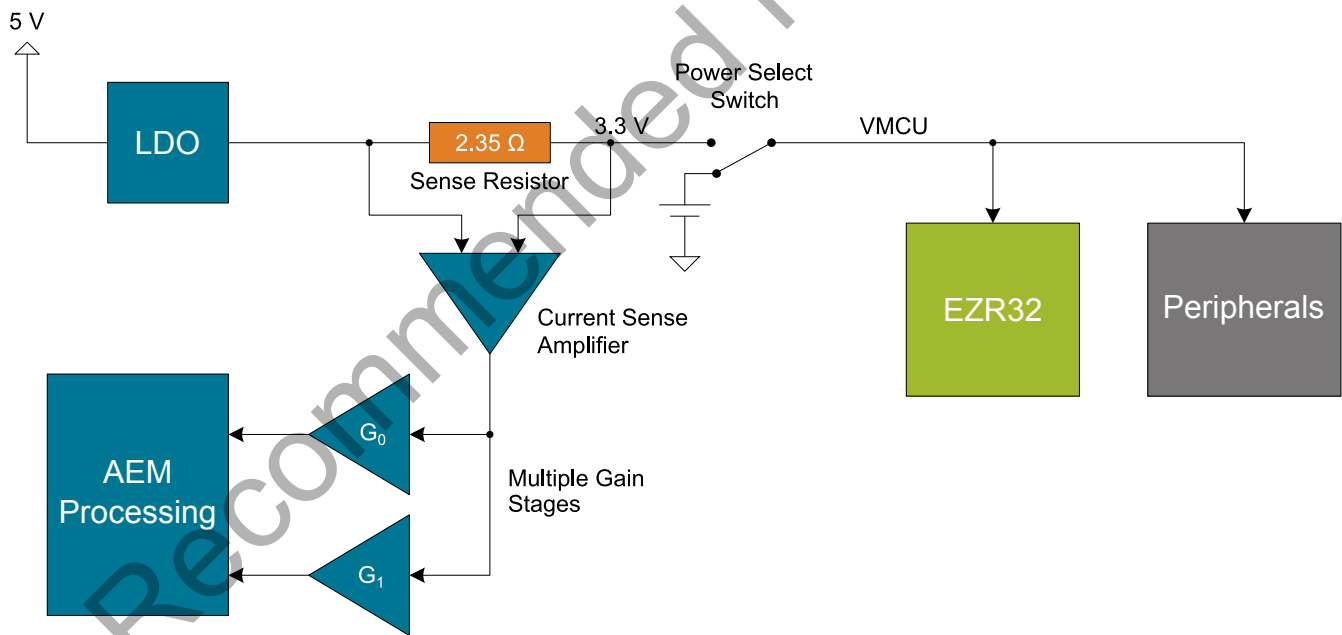 5 V
LDO
2.35 Ω
Sense Resistor
3.3 V
Power Select
Switch
VMCU
EZR32
Peripherals
Current Sense
Amplifier
AEM
Processing
G₀
G₁
Multiple Gain
Stages
Recommended